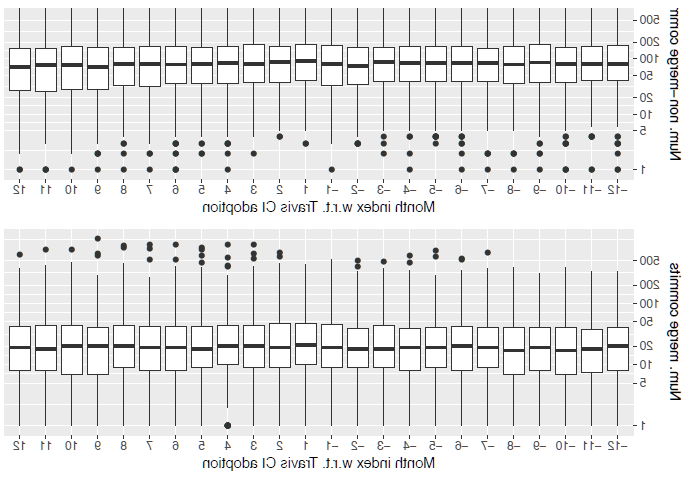 Num. non−merge comm
500
200
100
50
20
10
5
1
−12 −11 −10 −9 −8 −7 −6 −5 −4 −3 −2 −1 1 2 3 4 5 6 7 8 9 10 11 12
Month index w.r.t. Travis CI adoption
Num. merge commits
500
200
100
50
20
10
5
1
−12 −11 −10 −9 −8 −7 −6 −5 −4 −3 −2 −1 1 2 3 4 5 6 7 8 9 10 11 12
Month index w.r.t. Travis CI adoption